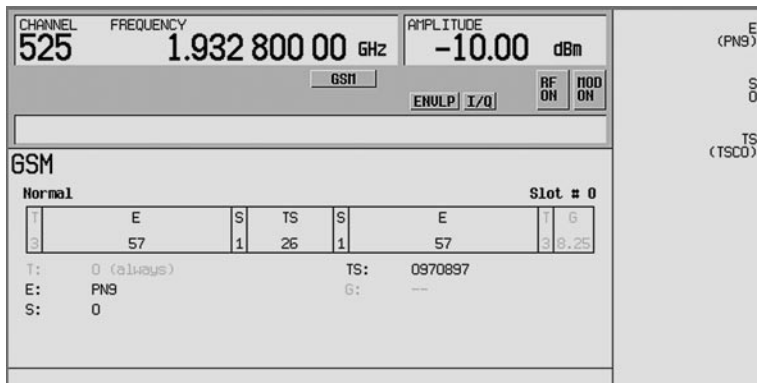 CHANNEL FREQUENCY AMPLITUDE
525 1.932 800 00 GHz -10.00 dBm
GSM
ENVLP I/Q RF ON MOD ON
GSM
Normal Slot # 0
T E S TS S E T G
3 57 1 26 1 57 3 8.25
T: 0 (always) TS: 0970897
E: PN9 G: --
S: 0
E
(PN9)
S
0
TS
(TSC0)